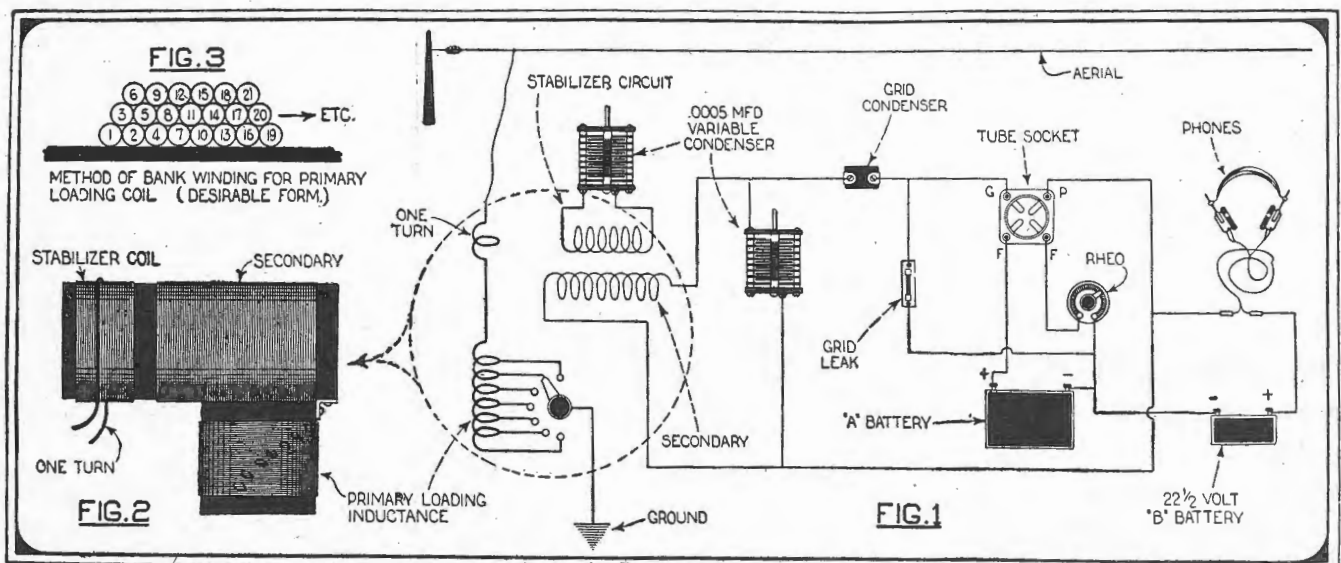 FIG.3
6 9 12 15 18 21
3 5 8 11 14 17 20 ETC.
1 2 4 7 10 13 16 19
METHOD OF BANK WINDING FOR PRIMARY
LOADING COIL (DESIRABLE FORM.)
STABILIZER COIL
SECONDARY
ONE TURN
FIG.2
PRIMARY LOADING
INDUCTANCE
ONE
TURN
STABILIZER CIRCUIT
.0005 MFD
VARIABLE
CONDENSER
SECONDARY
GROUND
AERIAL
GRID
CONDENSER
TUBE SOCKET
G P
F F
GRID
LEAK
RHEO
PHONES
+ -
"A" BATTERY
- +
22 1/2 VOLT
"B" BATTERY
FIG.1